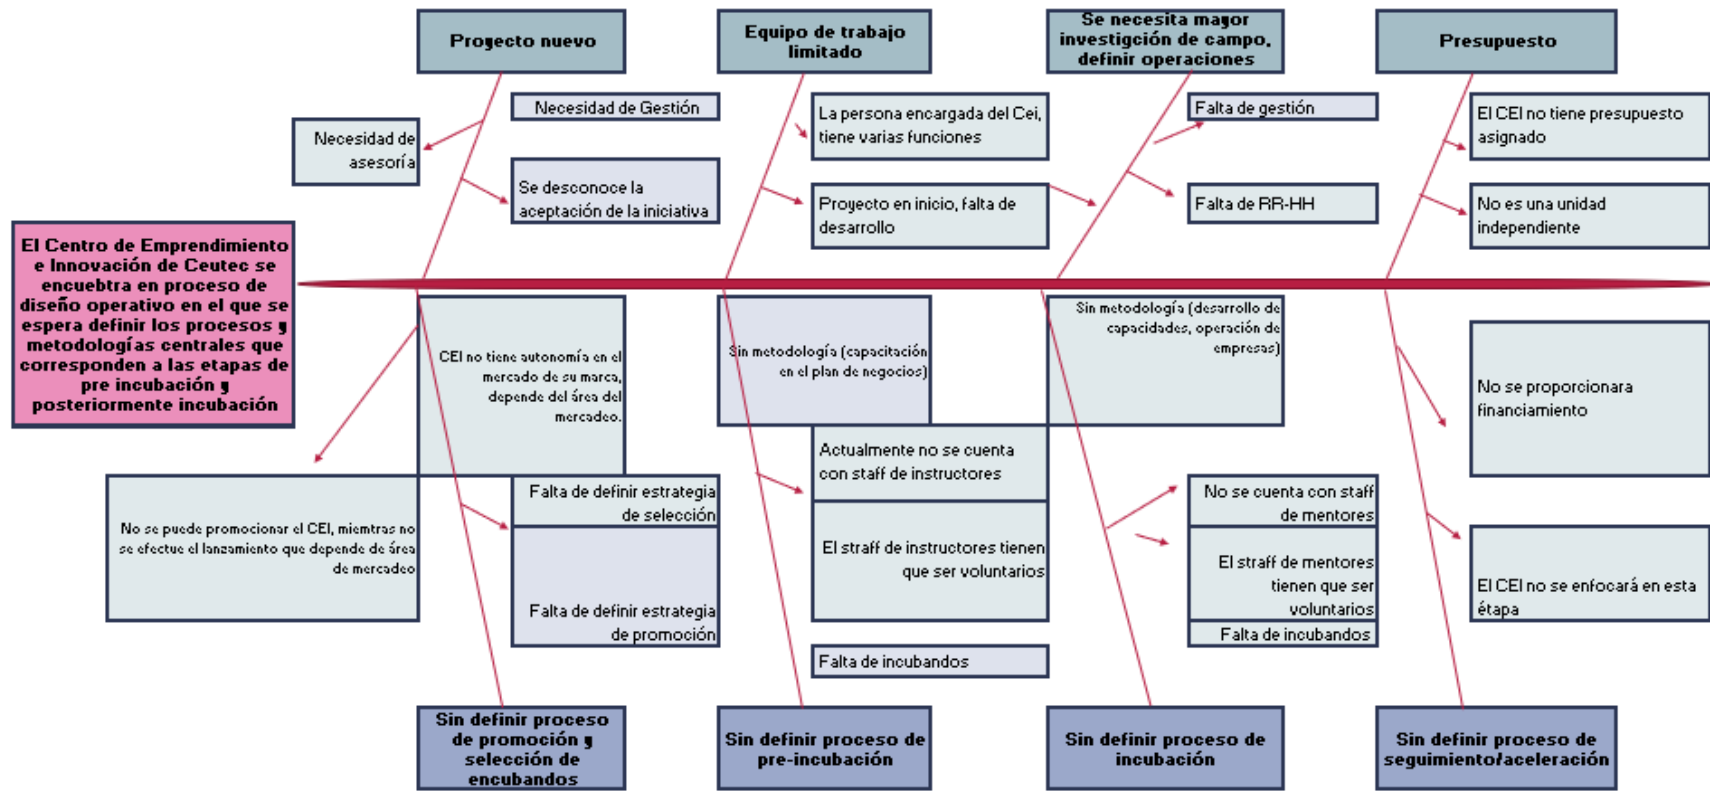 Proyecto nuevo
Equipo de trabajo
limitado
Se necesita mayor
investigción de campo,
definir operaciones
Presupuesto
Necesidad de Gestión
Necesidad de
asesoría
Se desconoce la
aceptación de la iniciativa
La persona encargada del Cei,
tiene varias funciones
Proyecto en inicio, falta de
desarrollo
Falta de gestión
Falta de RR-HH
El CEI no tiene presupuesto
asignado
No es una unidad
independiente
El Centro de Emprendimiento
e Innovación de Ceutec se
encuebtra en proceso de
diseño operativo en el que se
espera definir los procesos y
metodologías centrales que
corresponden a las etapas de
pre incubación y
posteriormente incubación
CEI no tiene autonomía en el
mercado de su marca,
depende del área del
mercadeo.
No se puede promocionar el CEI, miemtras no
se efectue el lanzamiento que depende de área
de mercadeo
Falta de definir estrategia
de selección
Falta de definir estrategia
de promoción
Sin metodología (capacitación
en el plan de negocios)
Actualmente no se cuenta
con staff de instructores
El straff de instructores tienen
que ser voluntarios
Falta de incubandos
Sin metodología (desarrollo de
capacidades, operación de
empresas)
No se cuenta con staff
de mentores
El straff de mentores
tienen que ser
voluntarios
Falta de incubandos
No se proporcionara
financiamiento
El CEI no se enfocará en esta
étapa
Sin definir proceso
de promoción y
selección de
encubandos
Sin definir proceso de
pre-incubación
Sin definir proceso de
incubación
Sin definir proceso de
seguimiento/aceleración